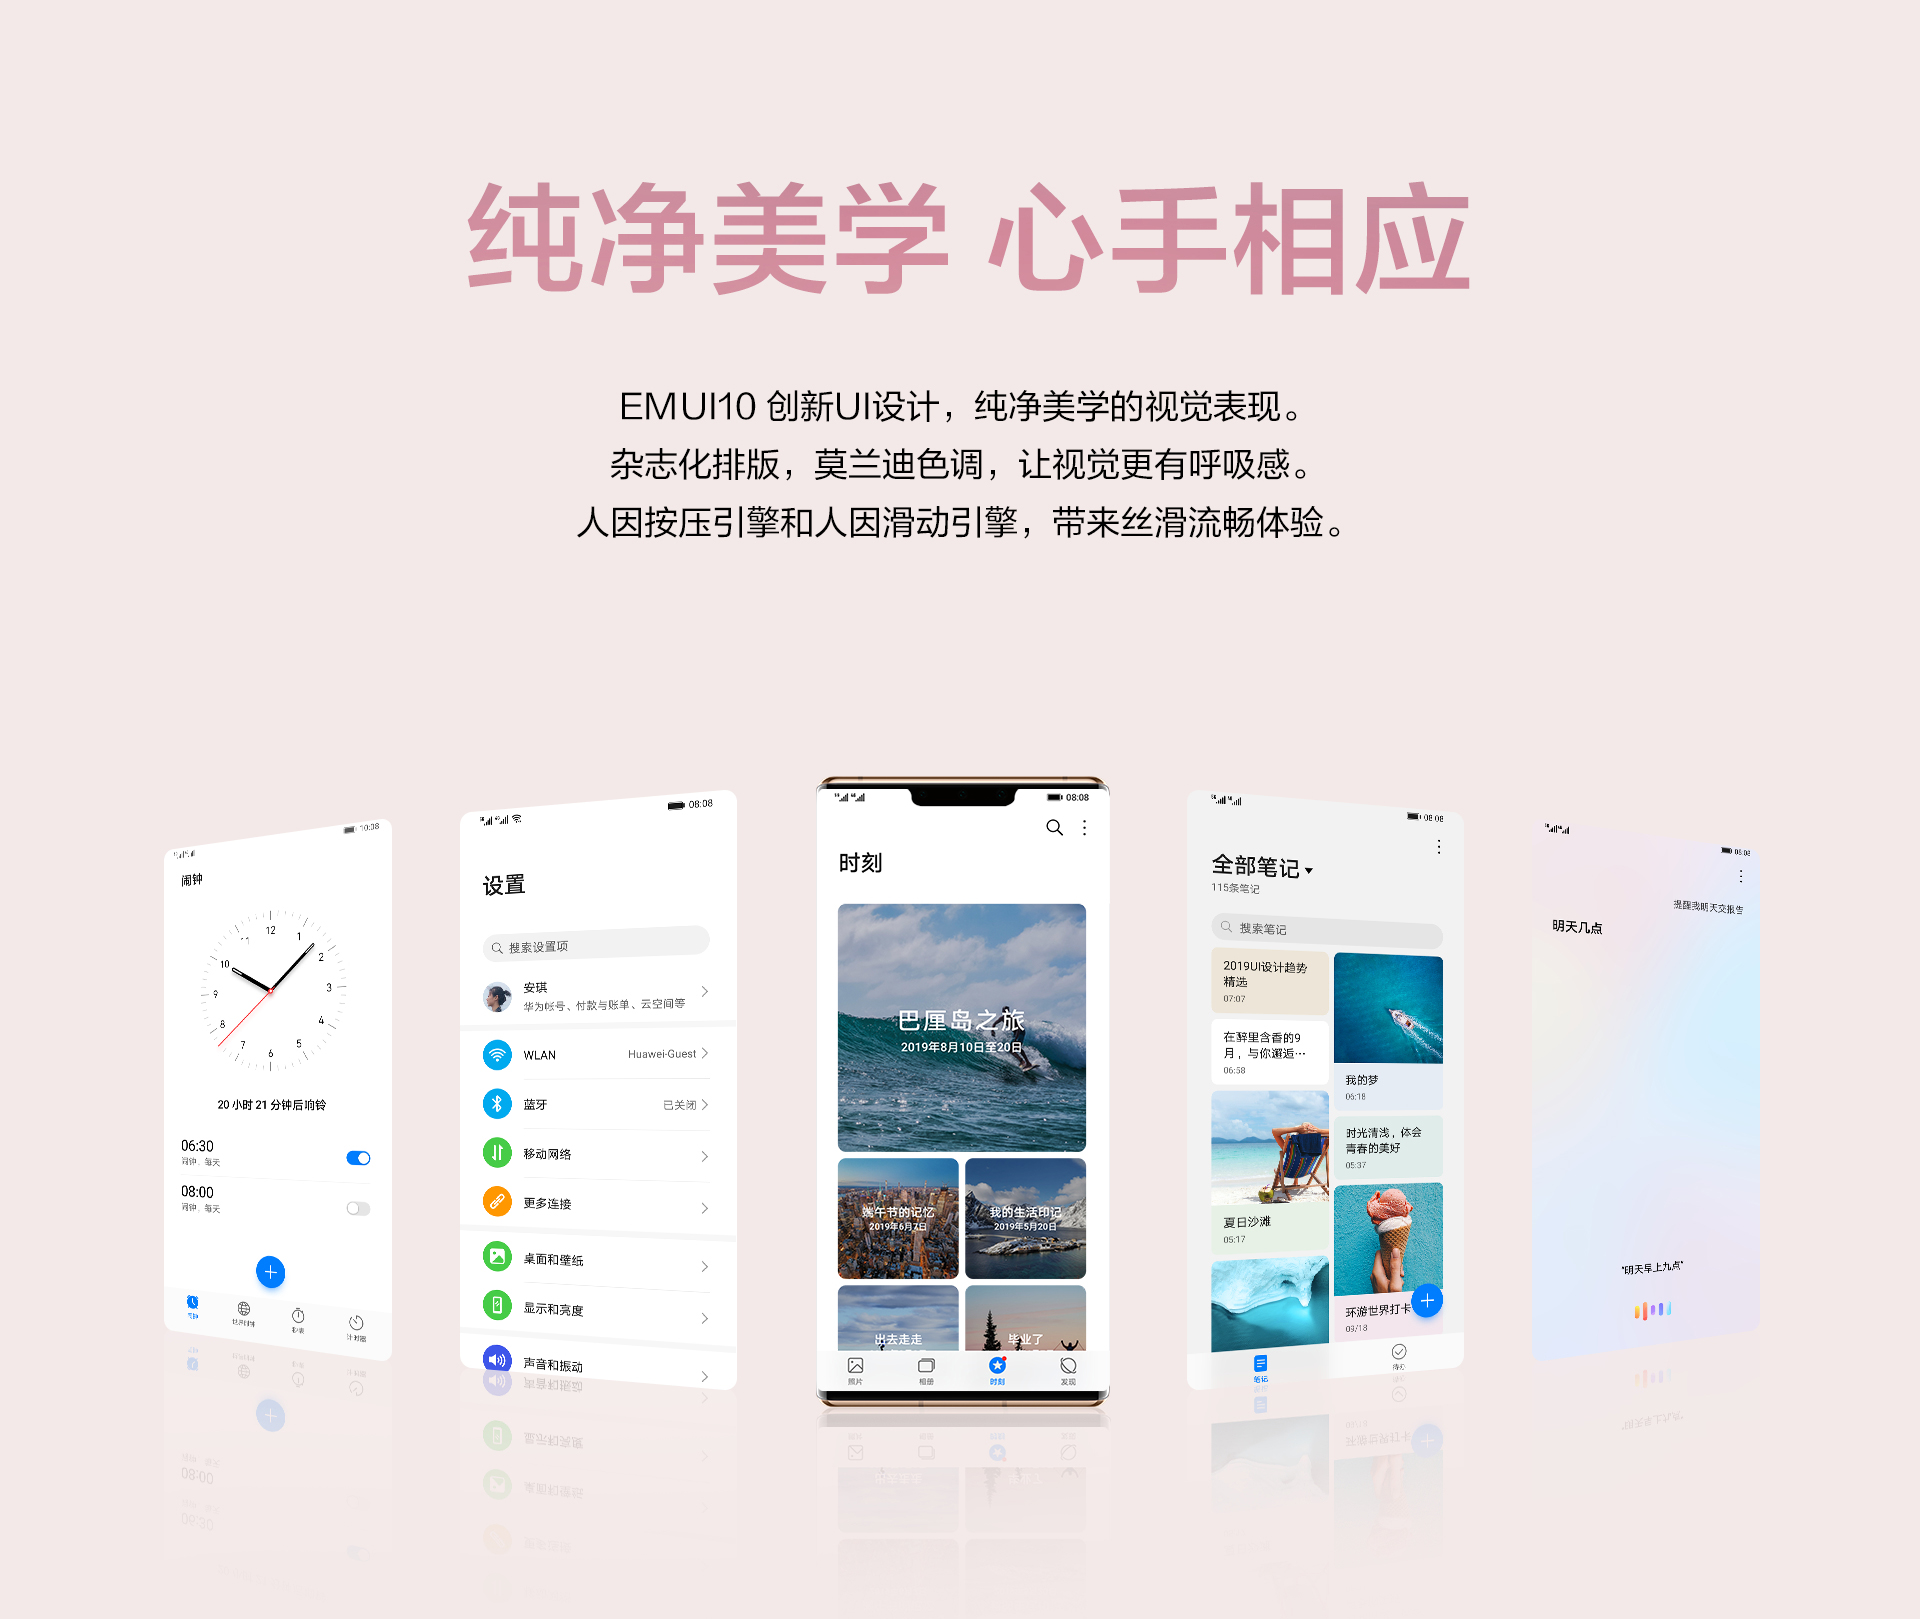 纯净美学 心手相应
EMUI10 创新UI设计，纯净美学的视觉表现。
杂志化排版，莫兰迪色调，让视觉更有呼吸感。
人因按压引擎和人因滑动引擎，带来丝滑流畅体验。
10:08
闹钟
12
11
1
10
2
9
3
8
4
7
5
6
20 小时 21 分钟后响铃
06:30
闹钟，每天
08:00
闹钟，每天
闹钟
世界时钟
秒表
计时器
08:08
设置
搜索设置项
安琪
华为帐号、付款与账单、云空间等
WLAN
Huawei-Guest
蓝牙
已关闭
移动网络
更多连接
桌面和壁纸
显示和亮度
声音和振动
08:08
时刻
巴厘岛之旅
2019年8月10日至20日
端午节的记忆
2019年6月7日
我的生活印记
2019年5月20日
出去走走
毕业了
照片
相册
时刻
发现
08:08
全部笔记
115条笔记
搜索笔记
2019UI设计趋势
精选
07:07
在醉里含香的9
月，与你邂逅…
06:58
夏日沙滩
05:17
我的梦
06:18
时光清浅，体会
青春的美好
05:37
环游世界打卡
09/18
笔记
待办
08:08
提醒我明天交报告
明天几点
“明天早上九点”